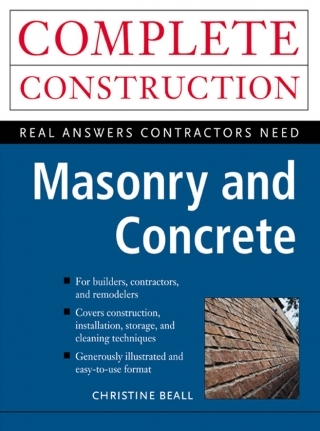 COMPLETE
CONSTRUCTION
REAL ANSWERS CONTRACTORS NEED
Masonry and
Concrete
For builders, contractors,
and remodelers
Covers construction,
installation, storage, and
cleaning techniques
Generously illustrated and
easy-to-use format
CHRISTINE BEALL